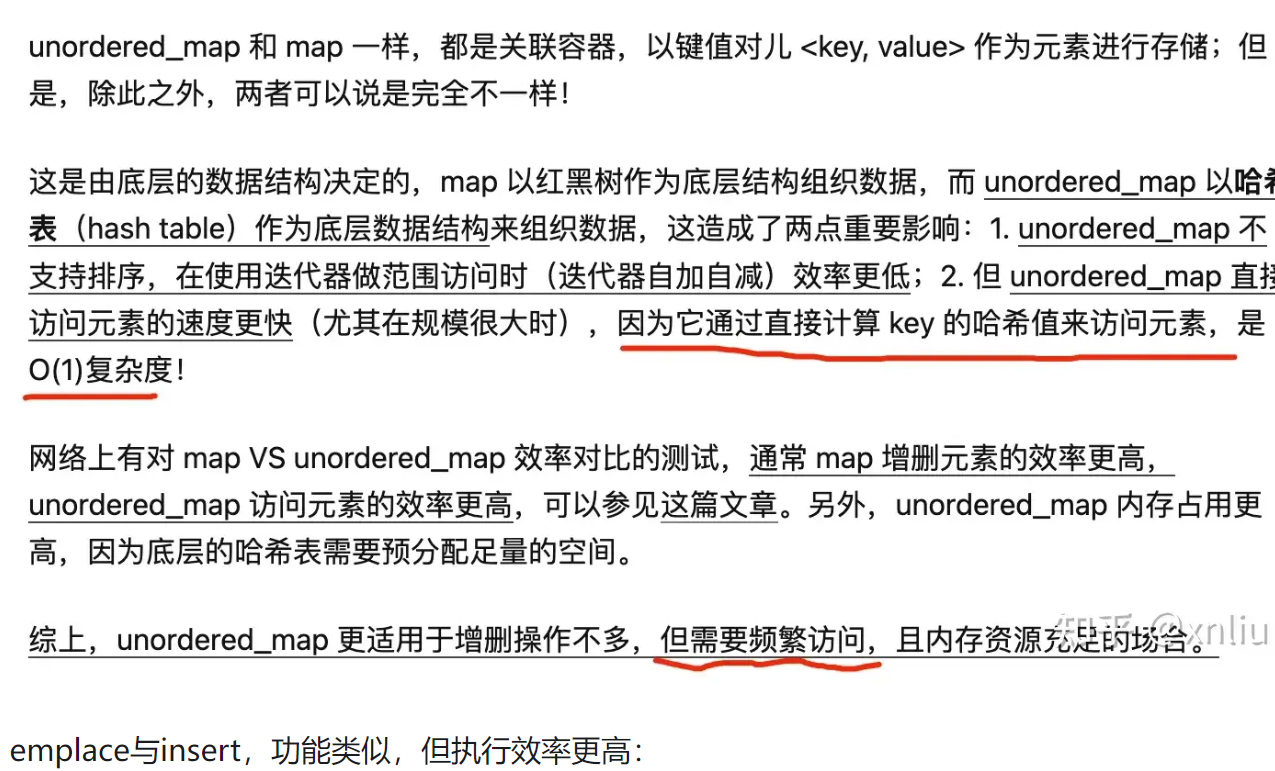 unordered_map 和 map 一样，都是关联容器，以键值对儿 <key, value> 作为元素进行存储；但
是，除此之外，两者可以说是完全不一样！
这是由底层的数据结构决定的，map 以红黑树作为底层结构组织数据，而 unordered_map 以哈希
表（hash table）作为底层数据结构来组织数据，这造成了两点重要影响：1. unordered_map 不
支持排序，在使用迭代器做范围访问时（迭代器自加自减）效率更低；2. 但 unordered_map 直接
访问元素的速度更快（尤其在规模很大时），因为它通过直接计算 key 的哈希值来访问元素，是
O(1)复杂度！
网络上有对 map VS unordered_map 效率对比的测试，通常 map 增删元素的效率更高，
unordered_map 访问元素的效率更高，可以参见这篇文章。另外，unordered_map 内存占用更
高，因为底层的哈希表需要预分配足量的空间。
综上，unordered_map 更适用于增删操作不多，但需要频繁访问，且内存资源充足的场合。
知乎 @xnliu
emplace与insert，功能类似，但执行效率更高：